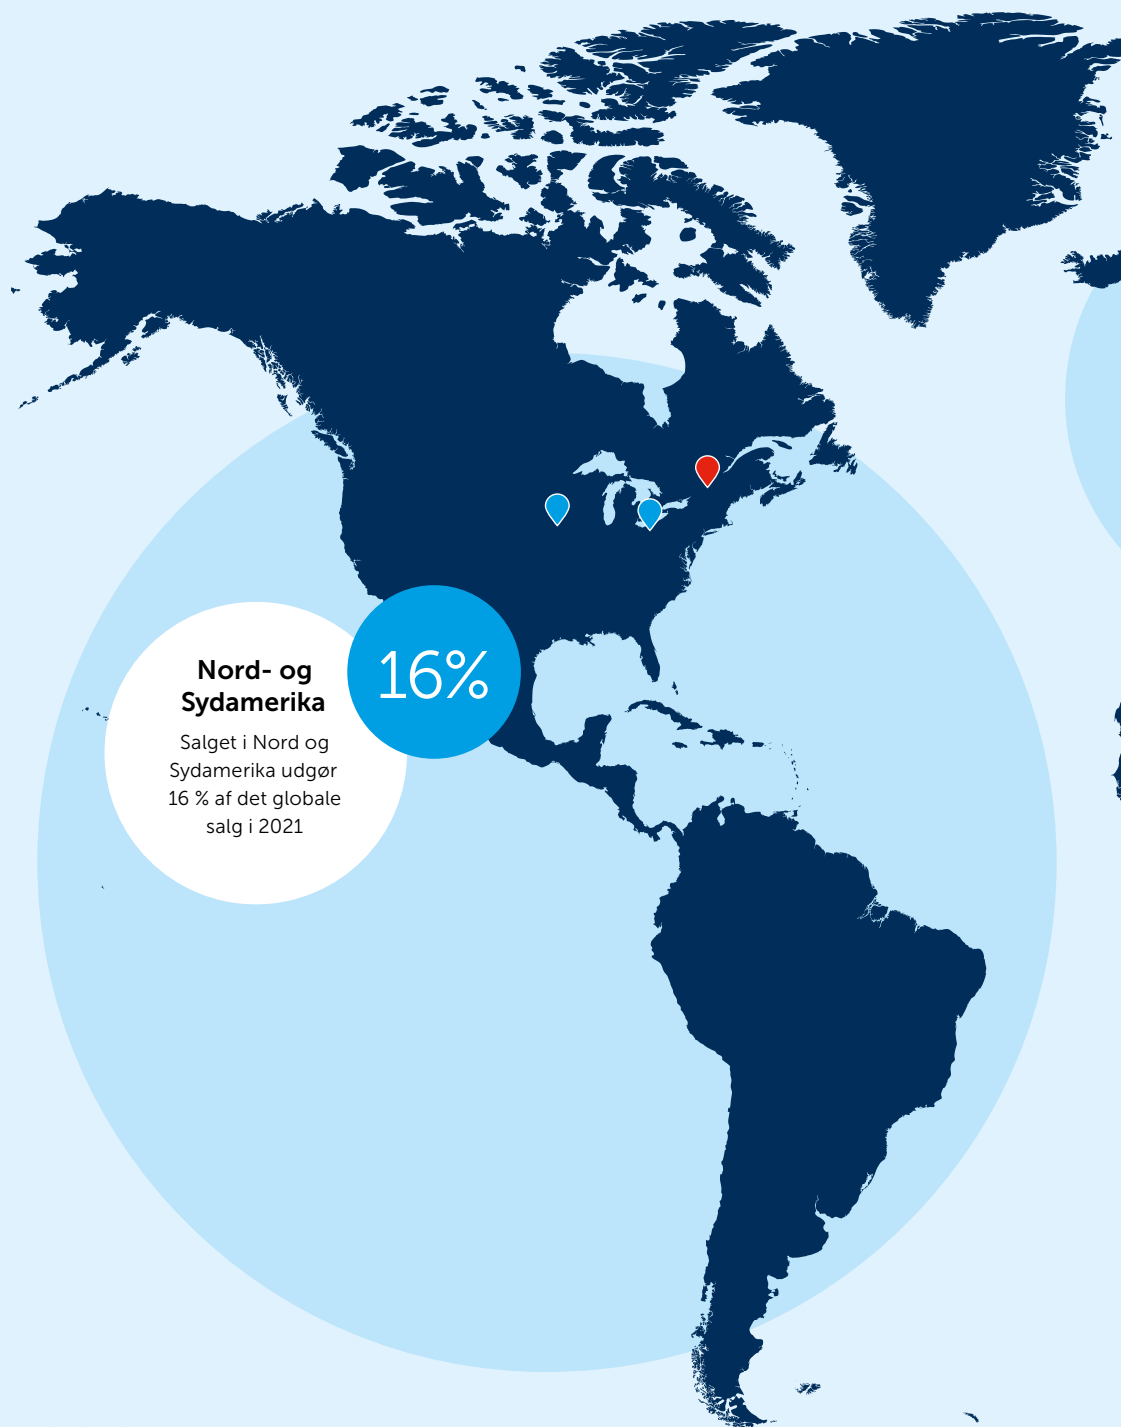 Nord- og
Sydamerika
16%
Salget i Nord og
Sydamerika udgør
16 % af det globale
salg i 2021